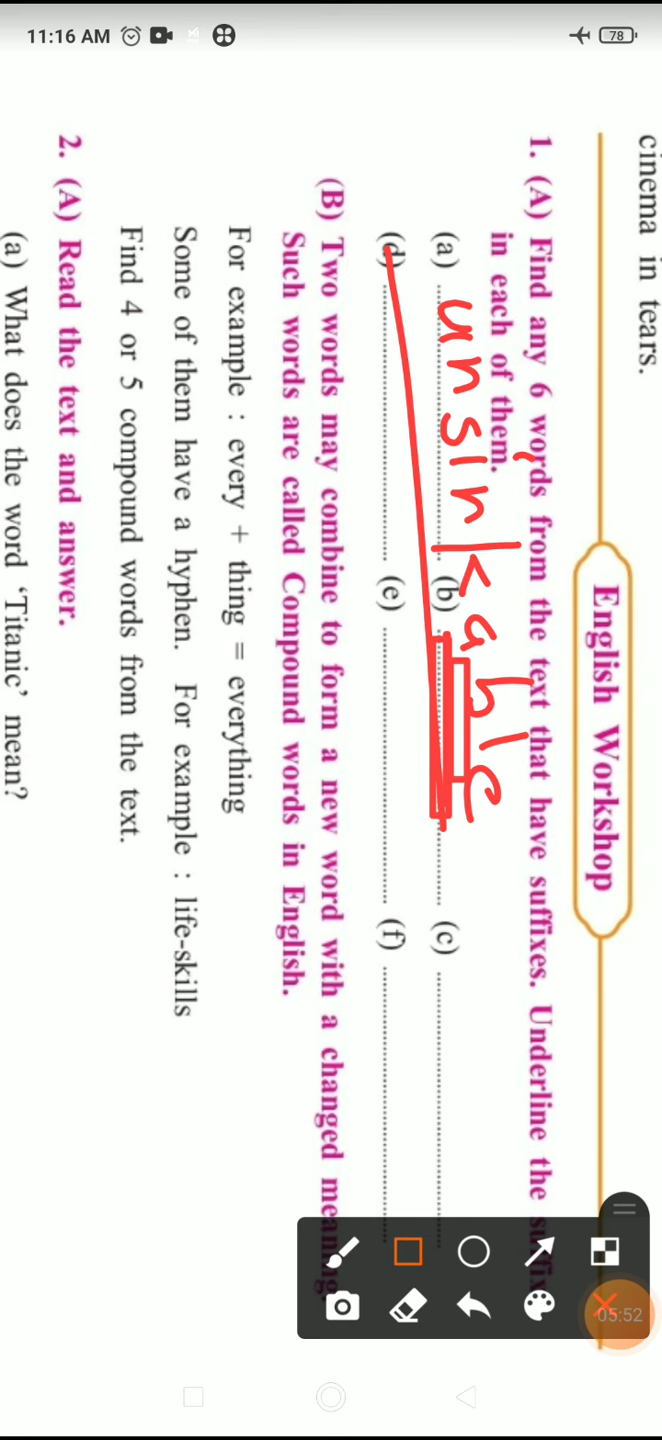 11:16 AM
78
cinema in tears.
English Workshop
1. (A) Find any 6 words from the text that have suffixes. Underline the suffix
in each of them.
(a) unsinkable (b) (c)
(d) (e) (f)
(B) Two words may combine to form a new word with a changed meaning.
Such words are called Compound words in English.
For example : every + thing = everything
Some of them have a hyphen. For example : life-skills
Find 4 or 5 compound words from the text.
2. (A) Read the text and answer.
(a) What does the word ‘Titanic’ mean?
05:52